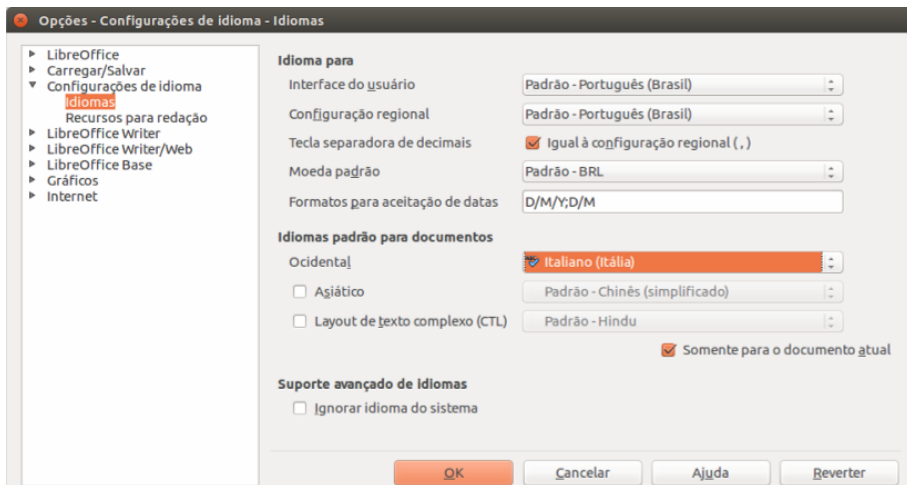 Opções - Configurações de idioma - Idiomas
LibreOffice
Carregar/Salvar
Configurações de idioma
Idiomas
Recursos para redação
LibreOffice Writer
LibreOffice Writer/Web
LibreOffice Base
Gráficos
Internet
Idioma para
Interface do usuário Padrão - Português (Brasil)
Configuração regional Padrão - Português (Brasil)
Tecla separadora de decimais Igual à configuração regional ( , )
Moeda padrão Padrão - BRL
Formatos para aceitação de datas D/M/Y;D/M
Idiomas padrão para documentos
Ocidental Italiano (Itália)
Asiático Padrão - Chinês (simplificado)
Layout de texto complexo (CTL) Padrão - Hindu
Somente para o documento atual
Suporte avançado de idiomas
Ignorar idioma do sistema
OK Cancelar Ajuda Reverter